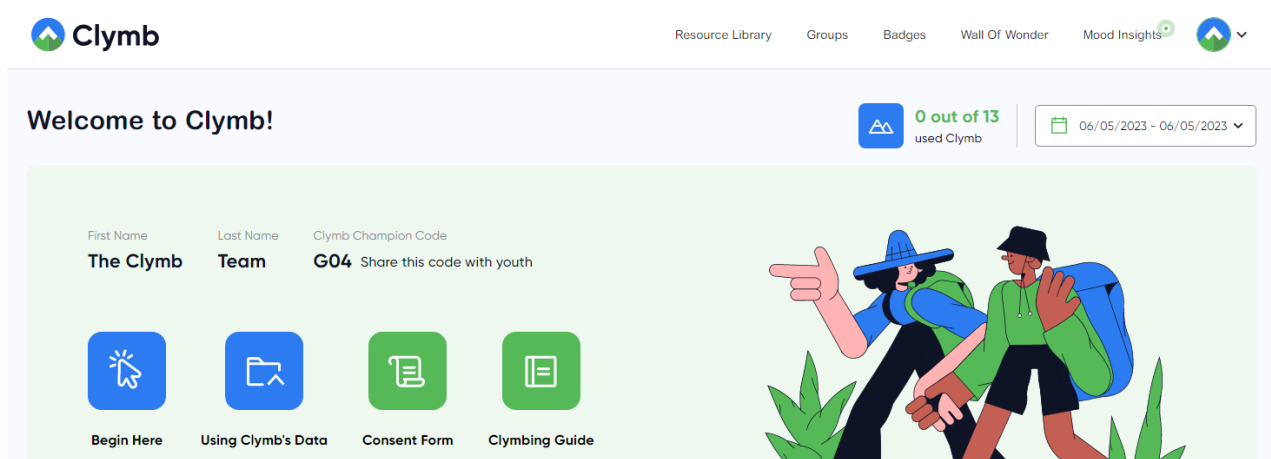 Clymb
Resource Library Groups Badges Wall Of Wonder Mood Insights
Welcome to Clymb!
0 out of 13
used Clymb
06/05/2023 - 06/05/2023
First Name Last Name Clymb Champion Code
The Clymb Team G04 Share this code with youth
Begin Here Using Clymb's Data Consent Form Clymbing Guide